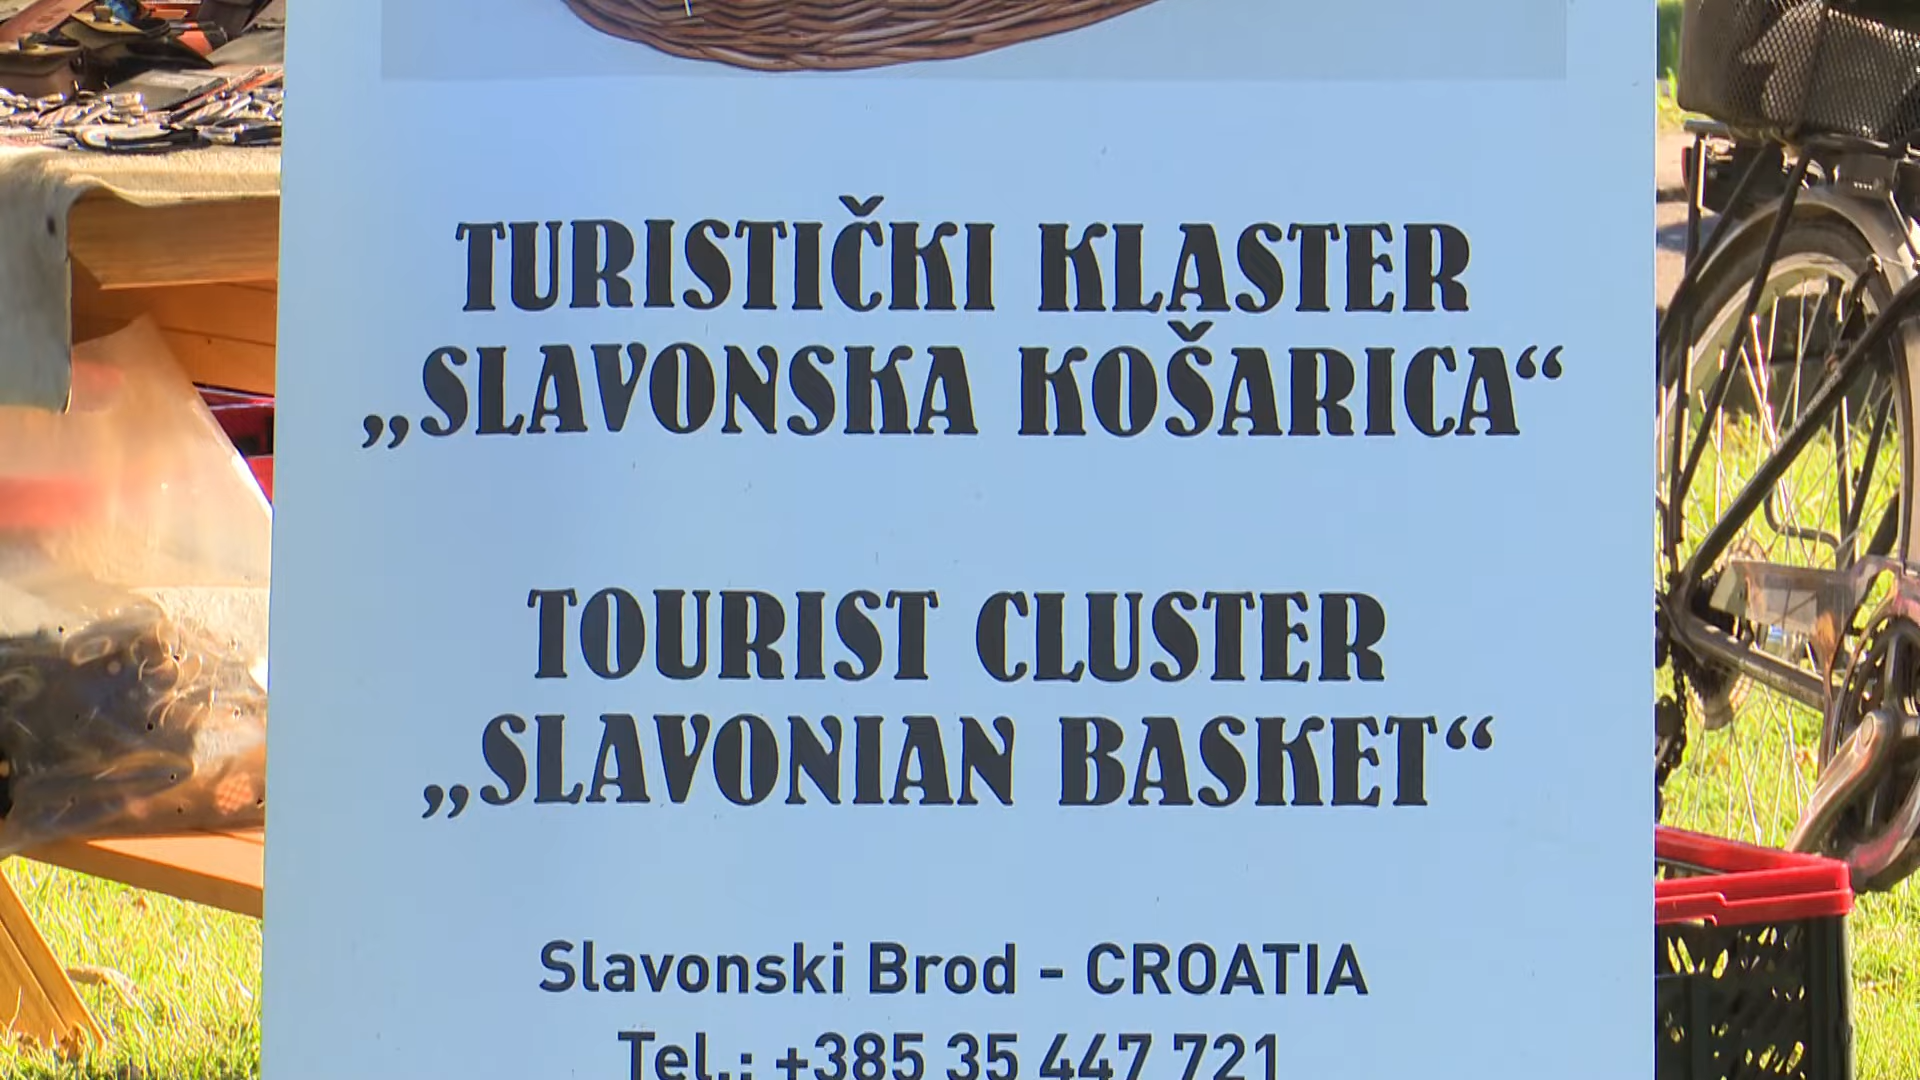 TURISTIČKI KLASTER
„SLAVONSKA KOŠARICA“
TOURIST CLUSTER
„SLAVONIAN BASKET“
Slavonski Brod - CROATIA
Tel.: +385 35 447 721